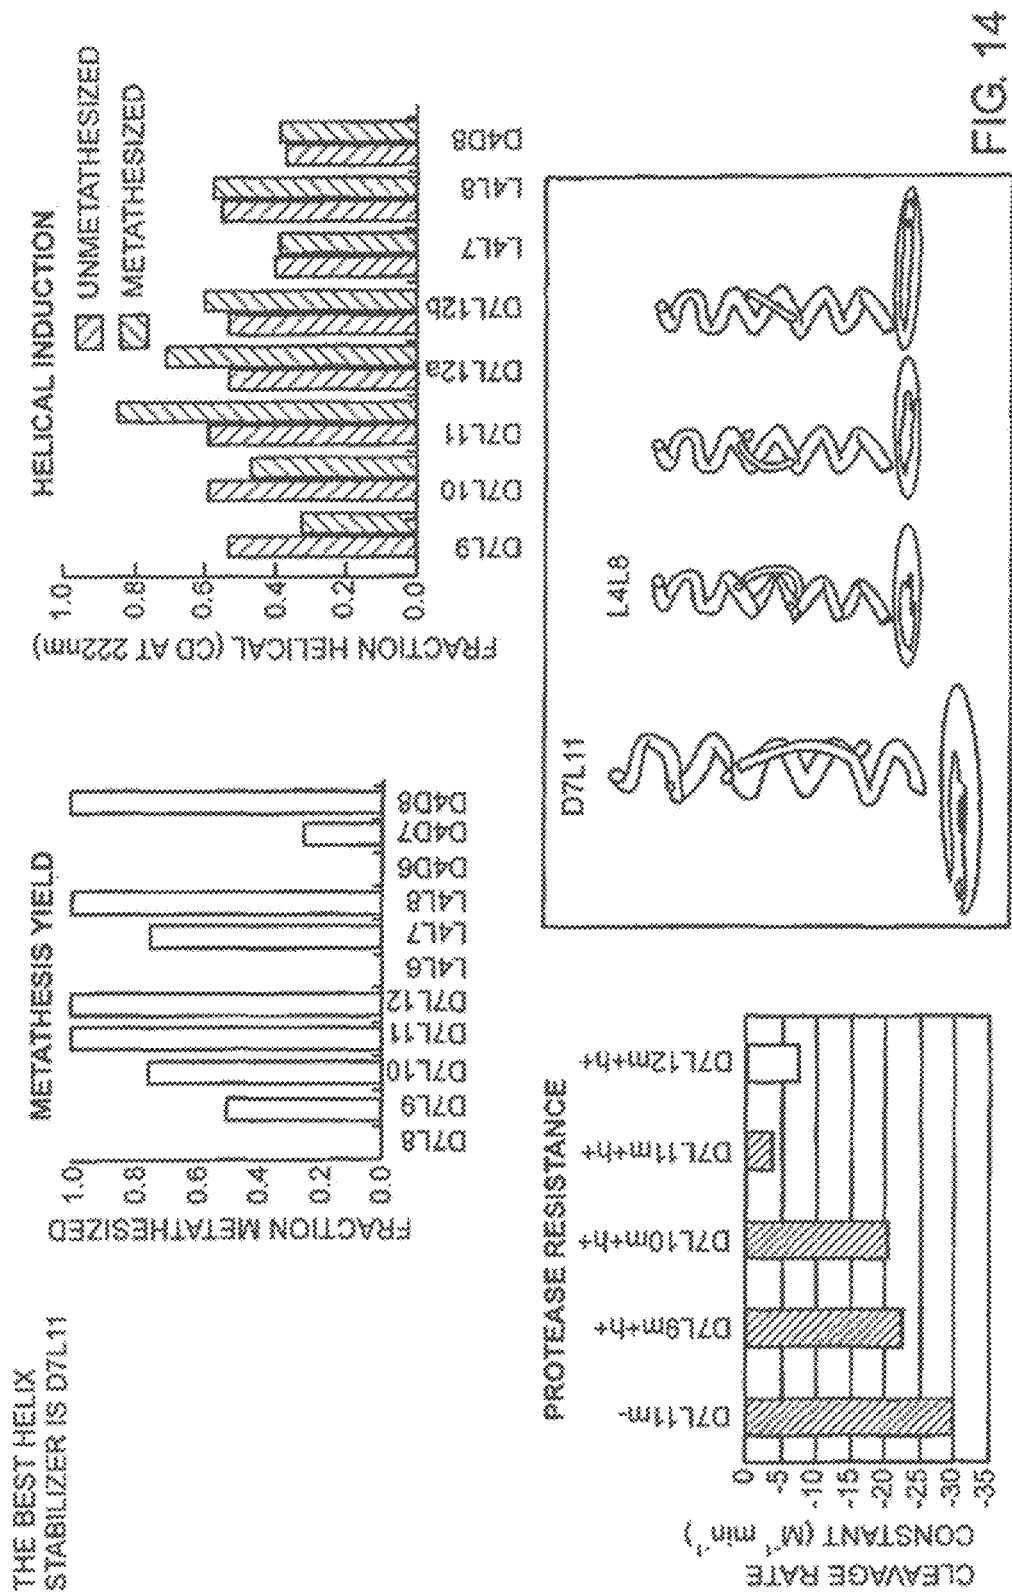 THE BEST HELIX
STABILIZER IS D7L11
METATHESIS YIELD
FRACTION METATHESIZED
1.0
0.8
0.6
0.4
0.2
0.0
D7L8
D7L9
D7L10
D7L11
D7L12
L4L6
L4L7
L4L8
D4D6
D4D7
D4D8
HELICAL INDUCTION
UNMETATHESIZED
METATHESIZED
FRACTION HELICAL (CD AT 222nm)
1.0
0.8
0.6
0.4
0.2
0.0
D7L9
D7L10
D7L11
D7L12a
D7L12b
L4L7
L4L8
D4D8
PROTEASE RESISTANCE
D7L11m-
D7L9m+h+
D7L10m+h+
D7L11m+h+
D7L12m+h+
CLEAVAGE RATE
CONSTANT (M⁻¹ min⁻¹)
0
-5
-10
-15
-20
-25
-30
-35
D7L11
L4L8
FIG. 14